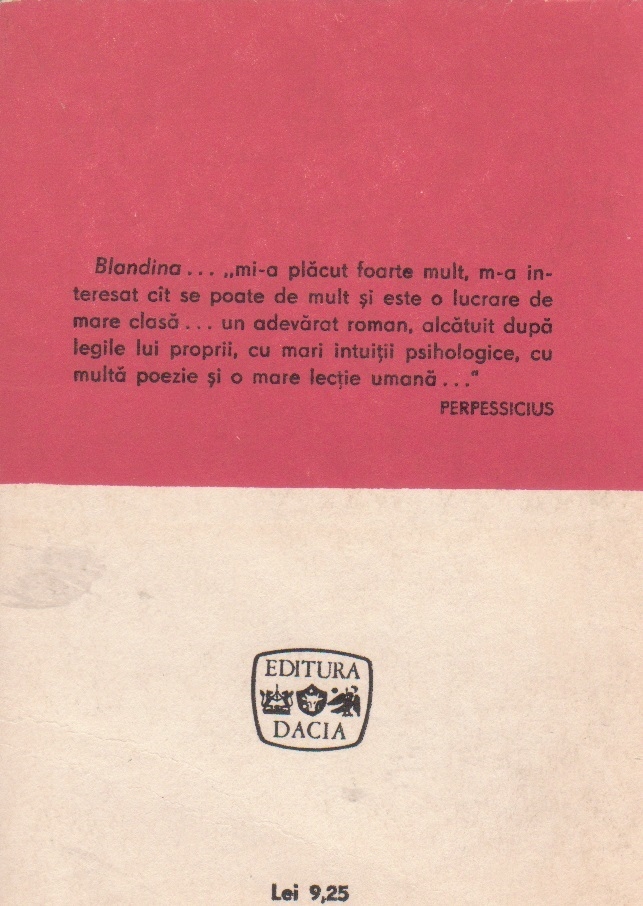 Blandina ... „mi-a plăcut foarte mult, m-a in-
teresat cît se poate de mult și este o lucrare de
mare clasă ... un adevărat roman, alcătuit după
legile lui proprii, cu mari intuiții psihologice, cu
multă poezie și o mare lecție umană ..."
PERPESSICIUS
EDITURA
DACIA
Lei 9,25